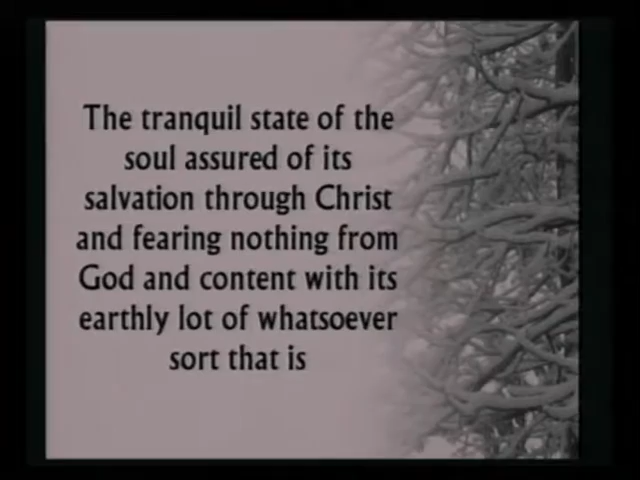 The tranquil state of the
soul assured of its
salvation through Christ
and fearing nothing from
God and content with its
earthly lot of whatsoever
sort that is